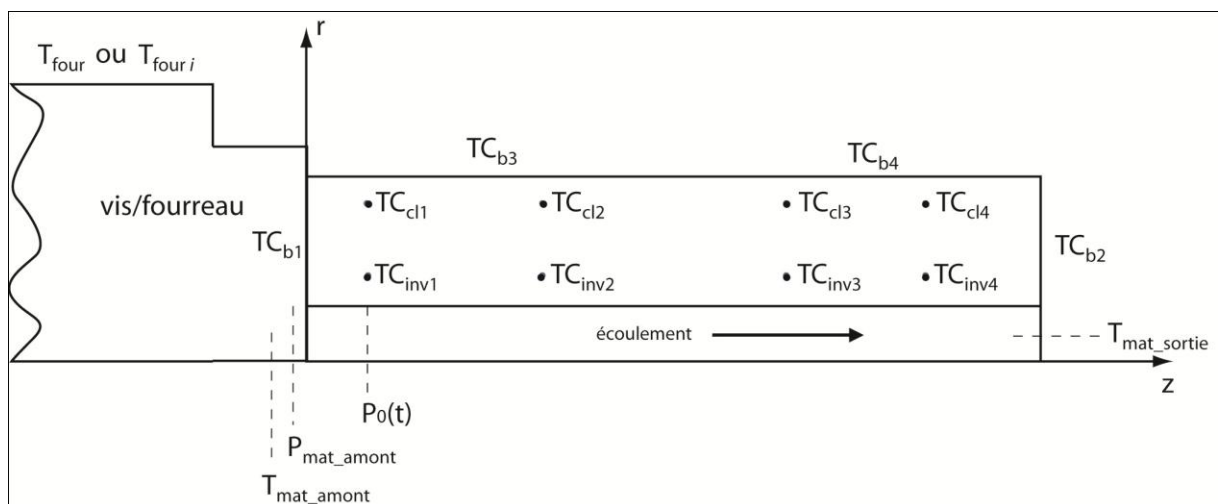 r
T_four ou T_four i
TC_b3
TC_b4
vis/fourreau
TC_cl1
TC_cl2
TC_cl3
TC_cl4
TC_b1
TC_b2
TC_inv1
TC_inv2
TC_inv3
TC_inv4
écoulement
T_mat_sortie
z
P_0(t)
P_mat_amont
T_mat_amont